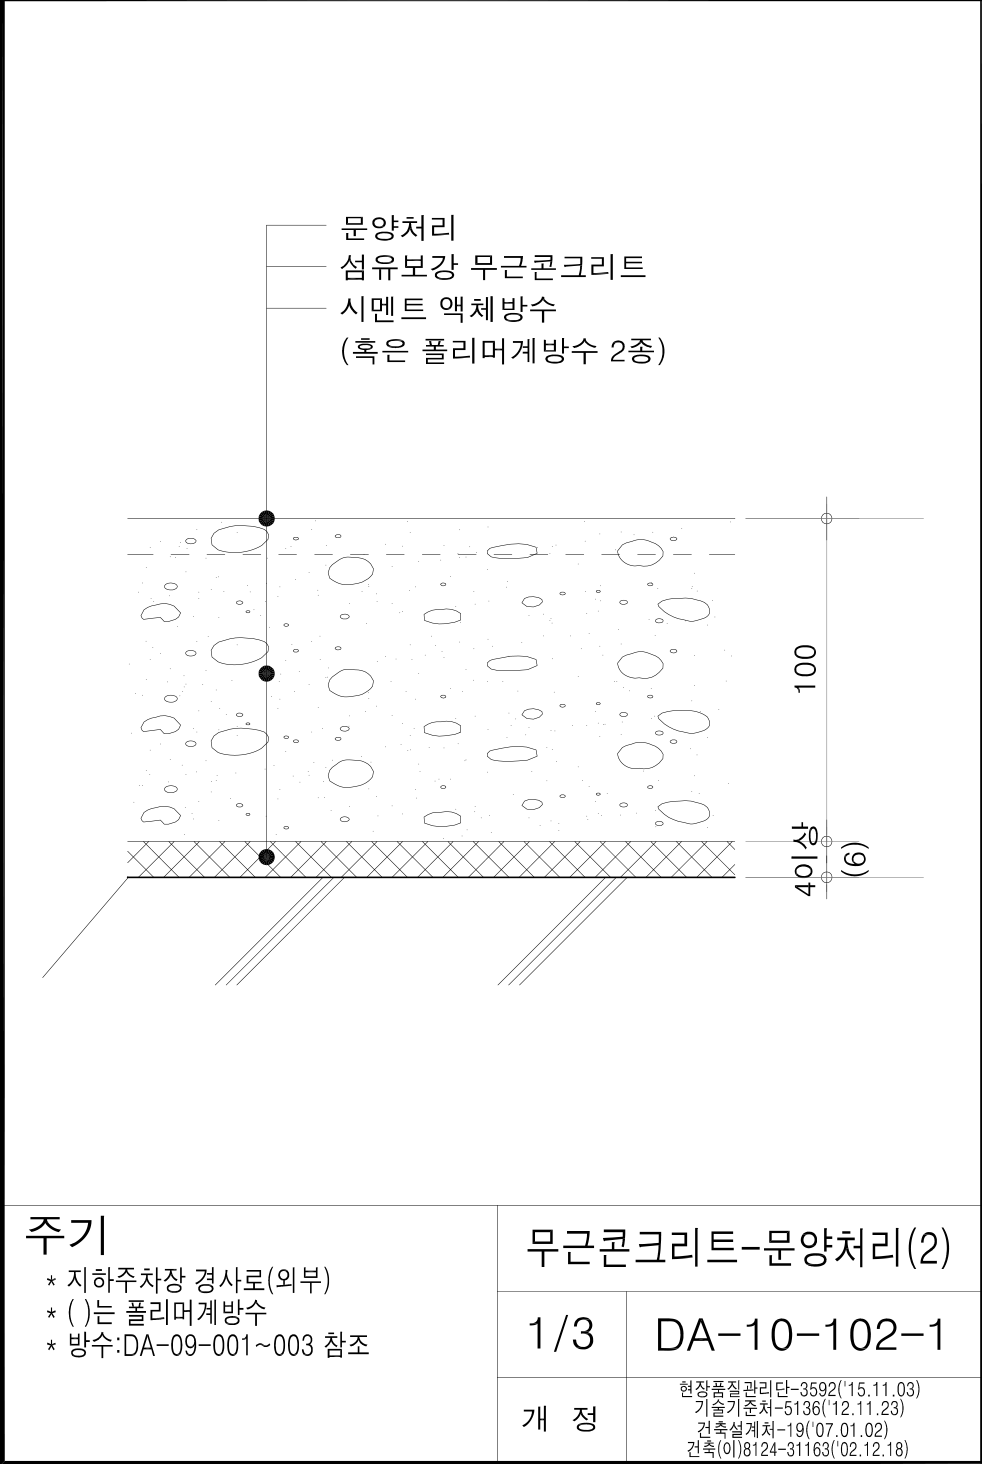 문양처리
섬유보강 무근콘크리트
시멘트 액체방수
(혹은 폴리머계방수 2종)
100
4이상
(6)
주기
* 지하주차장 경사로(외부)
* ( )는 폴리머계방수
* 방수:DA-09-001~003 참조
무근콘크리트-문양처리(2)
1/3
DA-10-102-1
개 정
현장품질관리단-3592('15.11.03)
기술기준처-5136('12.11.23)
건축설계처-19('07.01.02)
건축(이)8124-31163('02.12.18)